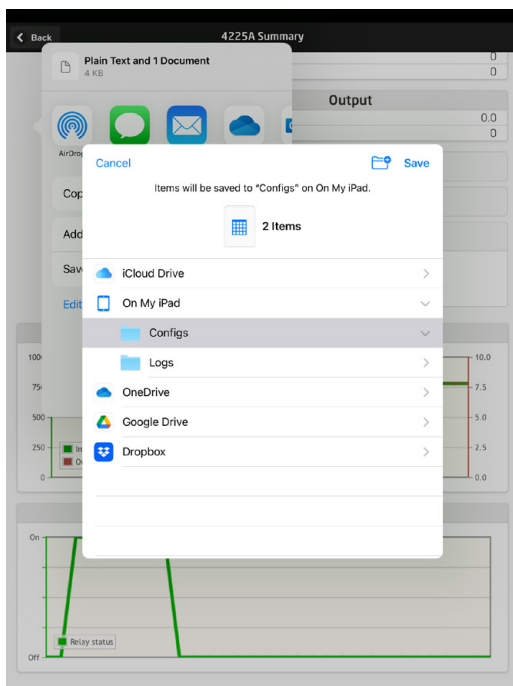 Back
4225A Summary
Plain Text and 1 Document
4 KB
0
0
Output
0.0
0
Cancel
Save
Items will be saved to “Configs” on On My iPad.
2 Items
iCloud Drive
On My iPad
Configs
Logs
OneDrive
Google Drive
Dropbox
Edit
500
250
0
10.0
7.5
5.0
2.5
0.0
On
Relay status
Off